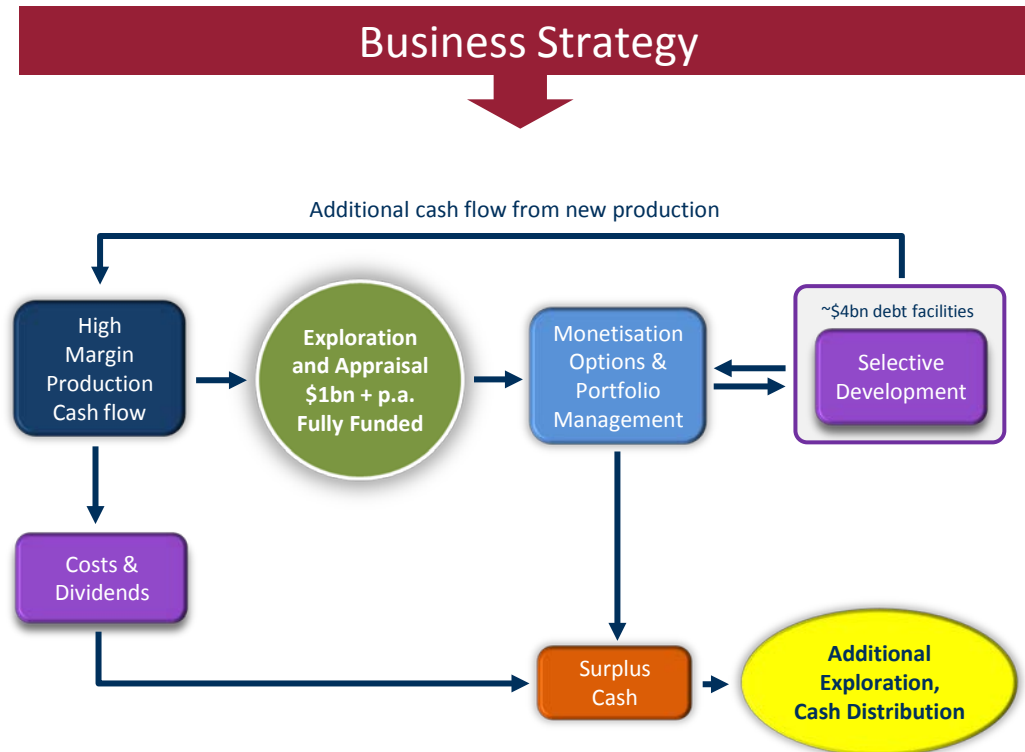 Business Strategy
Additional cash flow from new production
High
Margin
Production
Cash flow
Exploration
and Appraisal
$1bn + p.a.
Fully Funded
Monetisation
Options &
Portfolio
Management
~$4bn debt facilities
Selective
Development
Costs &
Dividends
Surplus
Cash
Additional
Exploration,
Cash Distribution